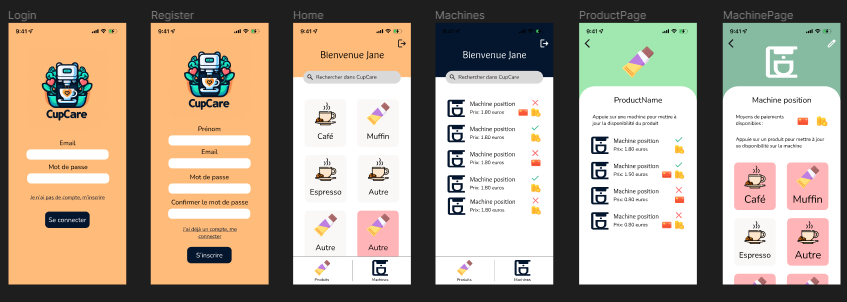 Login
9:41
CupCare
Email
Mot de passe
Je n'ai pas de compte, m'inscrire
Se connecter
Register
9:41
CupCare
Prénom
Email
Mot de passe
Confirmer le mot de passe
J'ai déjà un compte, me
connecter
S'inscrire
Home
9:41
Bienvenue Jane
Rechercher dans CupCare
Café
Muffin
Espresso
Autre
Autre
Autre
Produits
Machines
Machines
9:41
Bienvenue Jane
Rechercher dans CupCare
Machine position
Prix: 1.80 euros
Machine position
Prix: 1.80 euros
Machine position
Prix: 1.80 euros
Machine position
Prix: 1.80 euros
Machine position
Prix: 1.80 euros
Produits
Machines
ProductPage
9:41
ProductName
Appuie sur une machine pour mettre à
jour la disponibilité du produit
Machine position
Prix: 1.80 euros
Machine position
Prix: 1.50 euros
Machine position
Prix: 0.80 euros
Machine position
Prix: 0.80 euros
MachinePage
9:41
Machine position
Moyens de paiements
disponibles :
Appuie sur un produit pour mettre à jour
se disponibilité sur la machine
Café
Muffin
Espresso
Autre